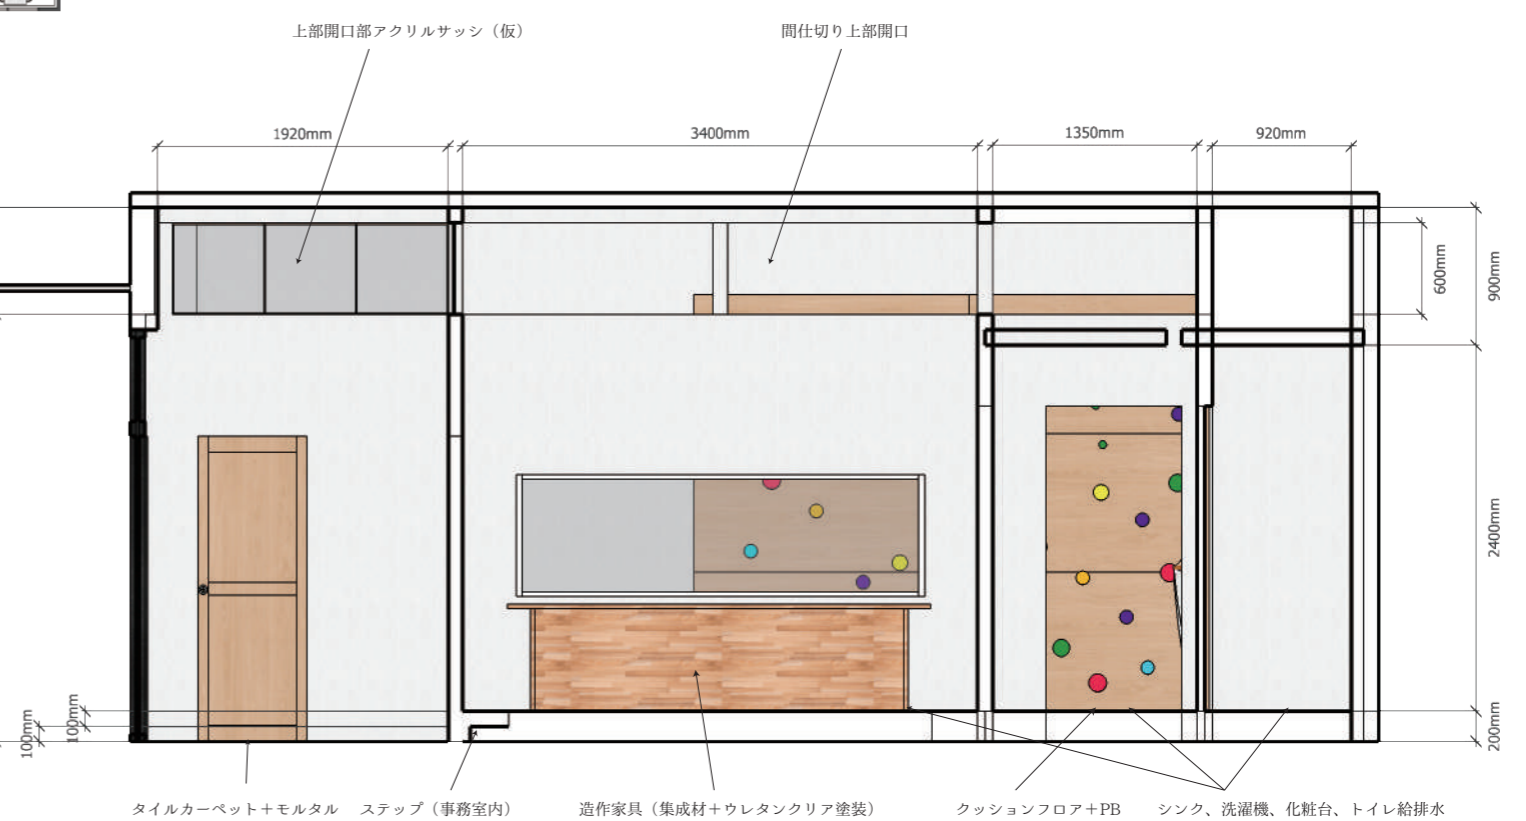 上部開口部アクリルサッシ（仮）
間仕切り上部開口
1920mm
3400mm
1350mm
920mm
600mm
900mm
2400mm
200mm
100mm
100mm
タイルカーペット＋モルタル
ステップ（事務室内）
造作家具（集成材＋ウレタンクリア塗装）
クッションフロア＋PB
シンク、洗濯機、化粧台、トイレ給排水